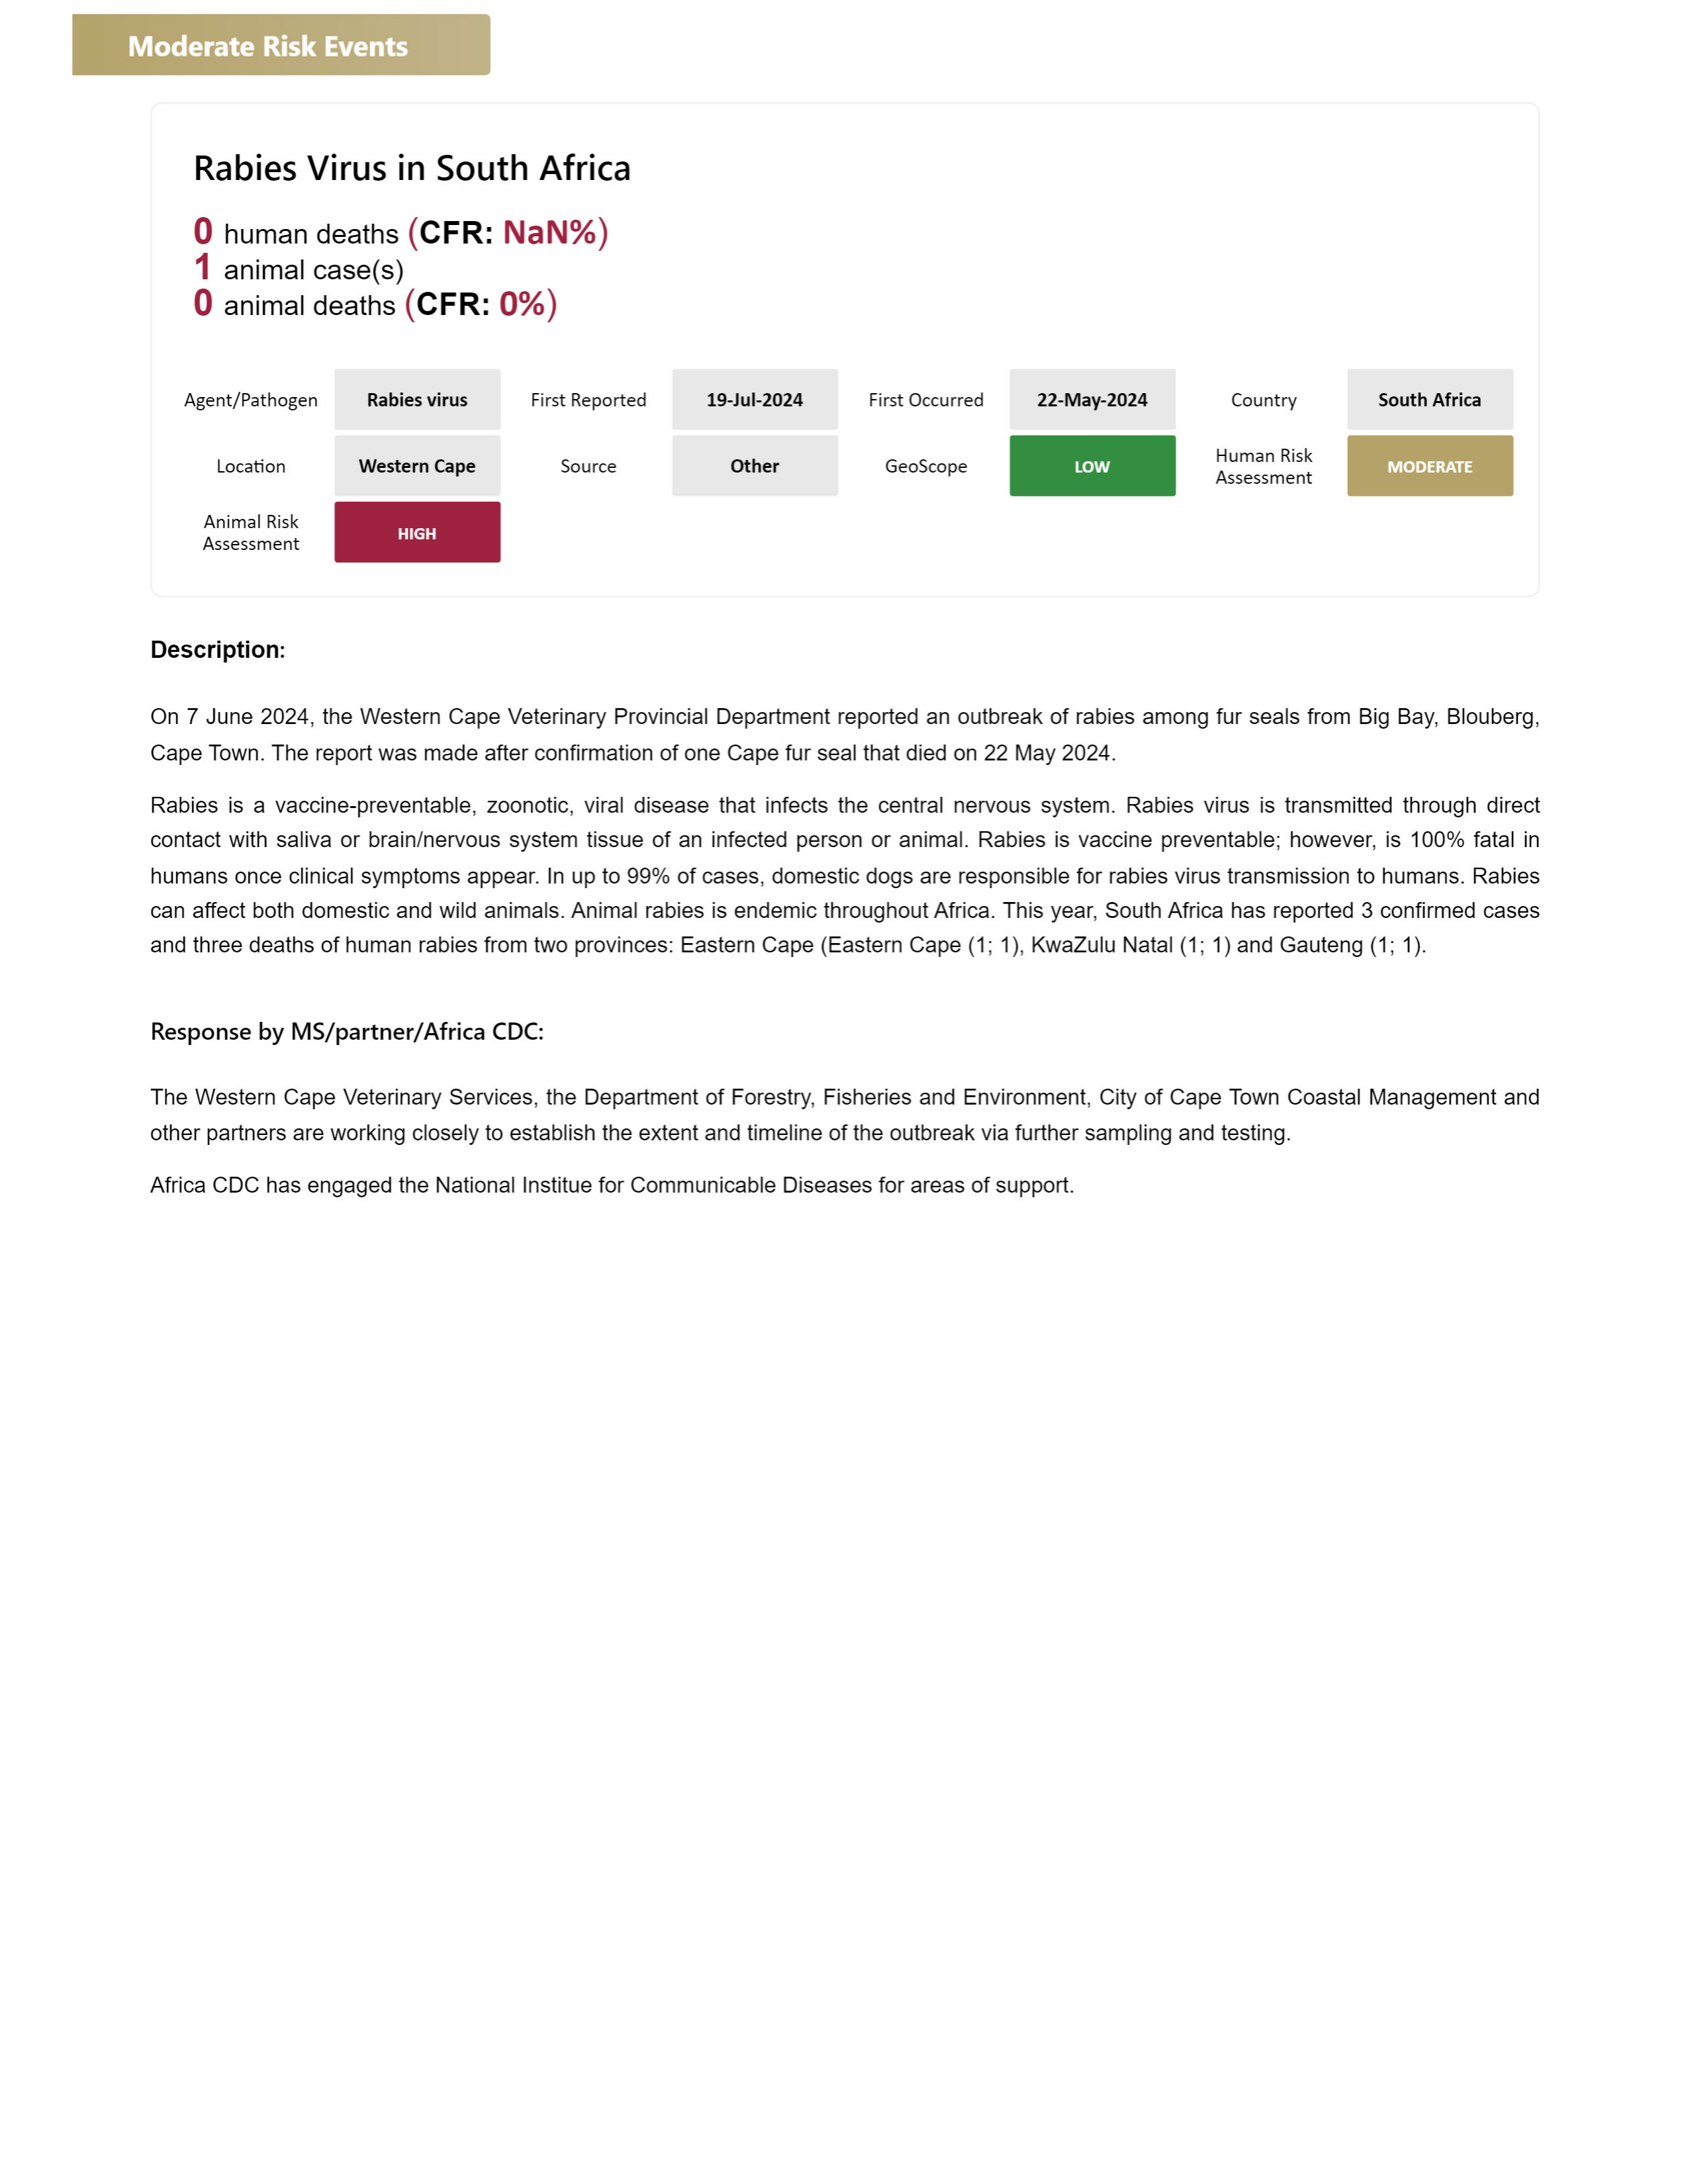 Moderate Risk Events
Rabies Virus in South Africa
0 human deaths (CFR: NaN%)
1 animal case(s)
0 animal deaths (CFR: 0%)
Agent/Pathogen Rabies virus First Reported 19-Jul-2024 First Occurred 22-May-2024 Country South Africa
Location Western Cape Source Other GeoScope LOW Human Risk Assessment MODERATE
Animal Risk Assessment HIGH
Description:
On 7 June 2024, the Western Cape Veterinary Provincial Department reported an outbreak of rabies among fur seals from Big Bay, Blouberg,
Cape Town. The report was made after confirmation of one Cape fur seal that died on 22 May 2024.
Rabies is a vaccine-preventable, zoonotic, viral disease that infects the central nervous system. Rabies virus is transmitted through direct
contact with saliva or brain/nervous system tissue of an infected person or animal. Rabies is vaccine preventable; however, is 100% fatal in
humans once clinical symptoms appear. In up to 99% of cases, domestic dogs are responsible for rabies virus transmission to humans. Rabies
can affect both domestic and wild animals. Animal rabies is endemic throughout Africa. This year, South Africa has reported 3 confirmed cases
and three deaths of human rabies from two provinces: Eastern Cape (Eastern Cape (1; 1), KwaZulu Natal (1; 1) and Gauteng (1; 1).
Response by MS/partner/Africa CDC:
The Western Cape Veterinary Services, the Department of Forestry, Fisheries and Environment, City of Cape Town Coastal Management and
other partners are working closely to establish the extent and timeline of the outbreak via further sampling and testing.
Africa CDC has engaged the National Institue for Communicable Diseases for areas of support.